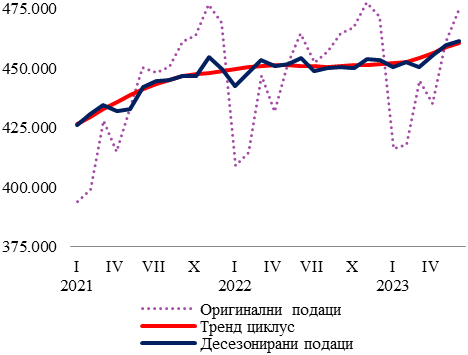 475.000
450.000
425.000
400.000
375.000
I IV VII X I IV VII X I IV
2021 2022 2023
Оригинални подаци
Тренд циклус
Десезонирани подаци